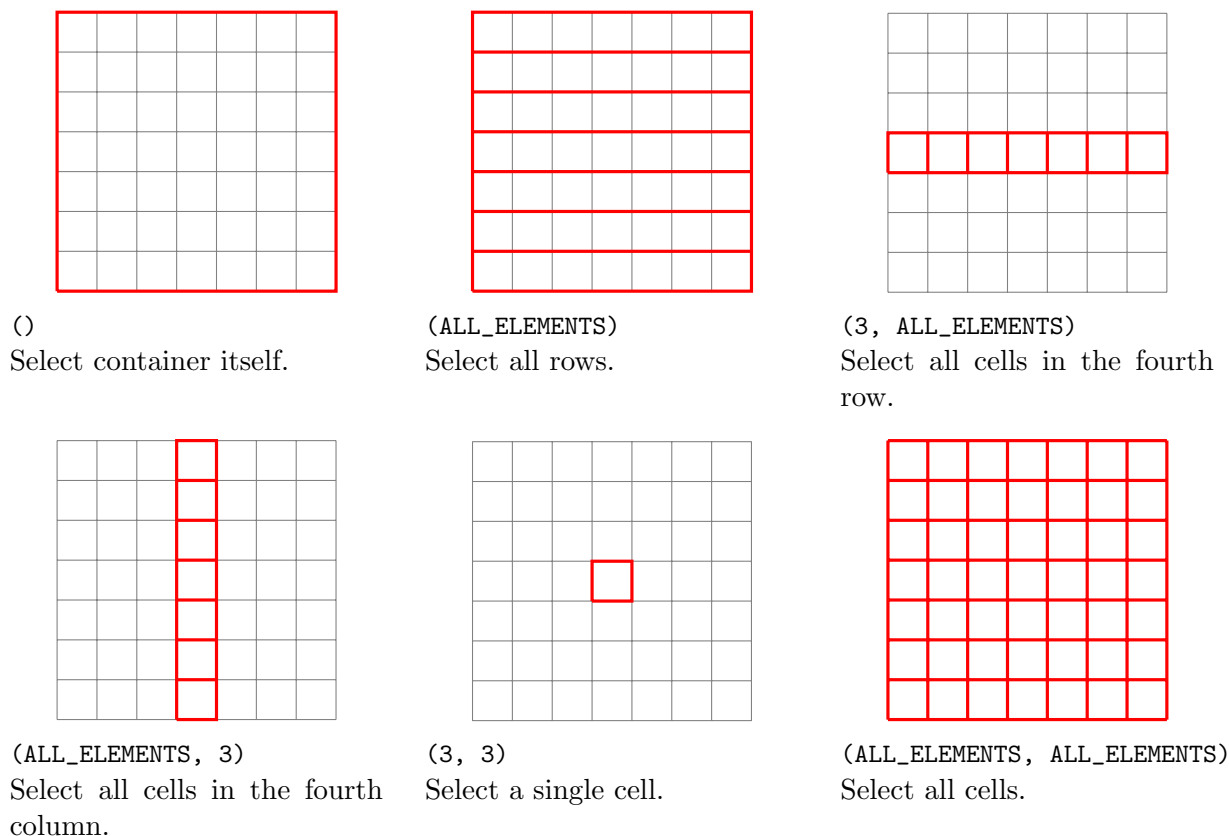 ()
Select container itself.
(ALL_ELEMENTS)
Select all rows.
(3, ALL_ELEMENTS)
Select all cells in the fourth
row.
(ALL_ELEMENTS, 3)
Select all cells in the fourth
column.
(3, 3)
Select a single cell.
(ALL_ELEMENTS, ALL_ELEMENTS)
Select all cells.